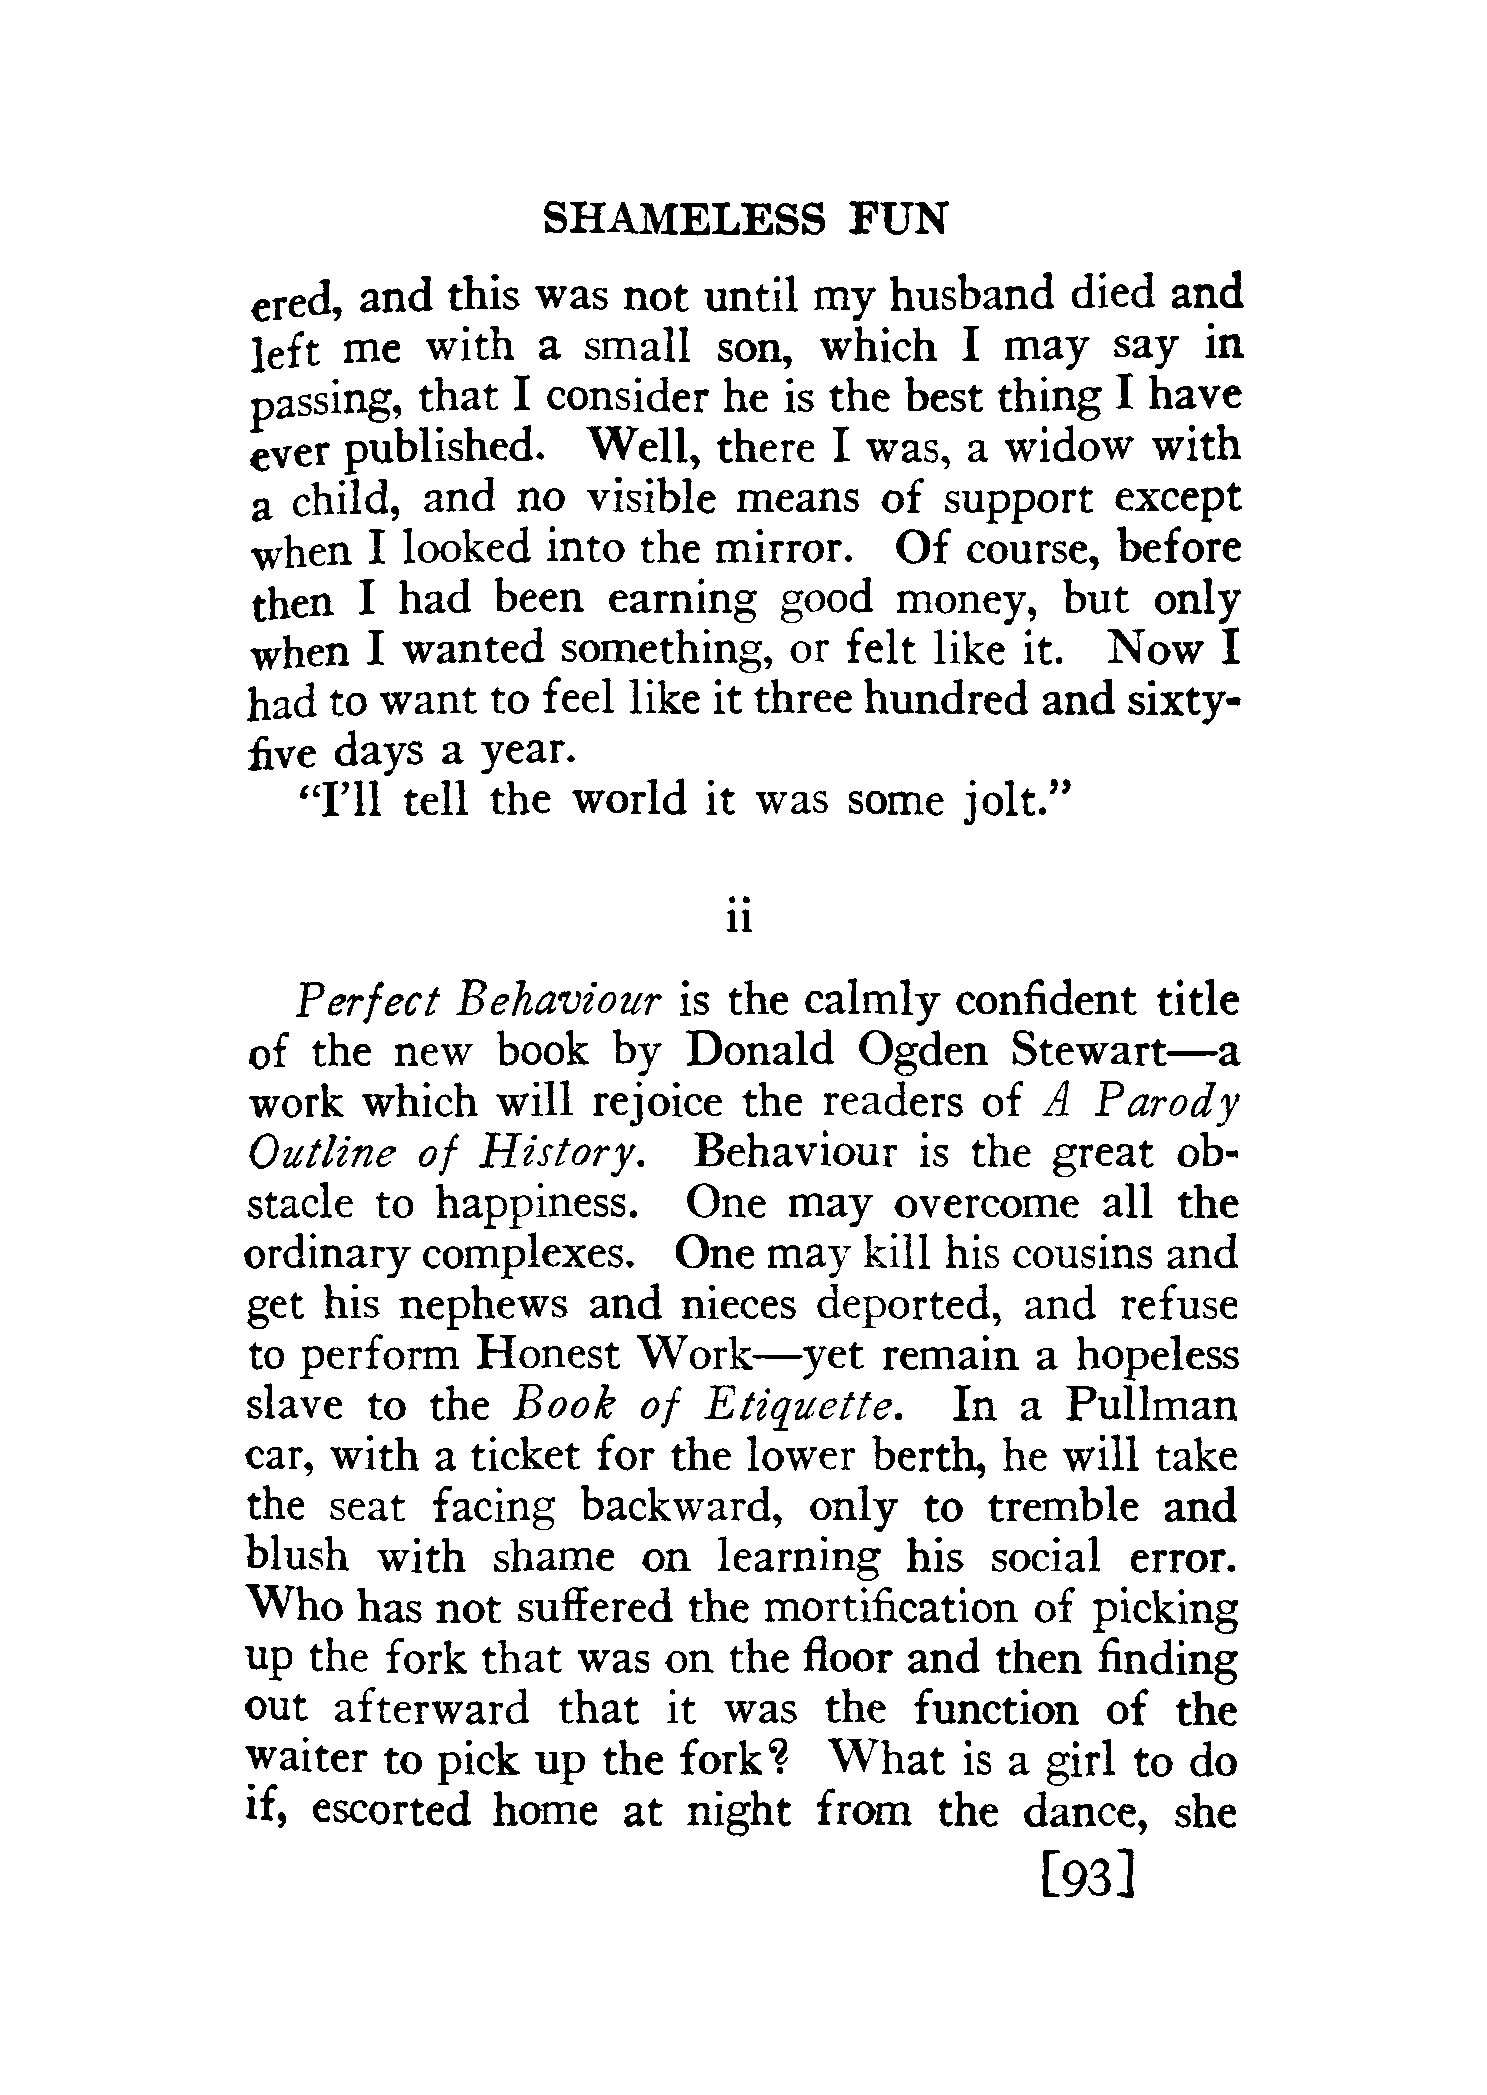 SHAMELESS FUN
ered, and this was not until my husband died and
left me with a small son, which I may say in
passing, that I consider he is the best thing I have
ever published. Well, there I was, a widow with
a child, and no visible means of support except
when I looked into the mirror. Of course, before
then I had been earning good money, but only
when I wanted something, or felt like it. Now I
had to want to feel like it three hundred and sixty-
five days a year.
"I'll tell the world it was some jolt."
ii
Perfect Behaviour is the calmly confident title
of the new book by Donald Ogden Stewart—a
work which will rejoice the readers of A Parody
Outline of History. Behaviour is the great ob-
stacle to happiness. One may overcome all the
ordinary complexes. One may kill his cousins and
get his nephews and nieces deported, and refuse
to perform Honest Work—yet remain a hopeless
slave to the Book of Etiquette. In a Pullman
car, with a ticket for the lower berth, he will take
the seat facing backward, only to tremble and
blush with shame on learning his social error.
Who has not suffered the mortification of picking
up the fork that was on the floor and then finding
out afterward that it was the function of the
waiter to pick up the fork? What is a girl to do
if, escorted home at night from the dance, she
[93]